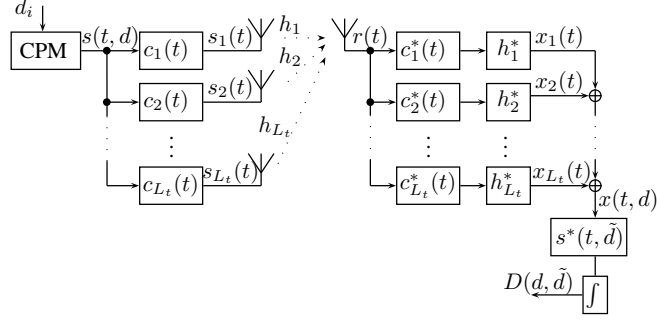 d_i
CPM s(t, d) c_1(t) s_1(t) h_1 r(t) c_1^*(t) h_1^* x_1(t)
h_2
c_2(t) s_2(t) c_2^*(t) h_2^* x_2(t)
⋮ h_{L_t} ⋮ ⋮
c_{L_t}(t) s_{L_t}(t) c_{L_t}^*(t) h_{L_t}^* x_{L_t}(t)
x(t, d)
s^*(t, \tilde{d})
D(d, \tilde{d}) ∫